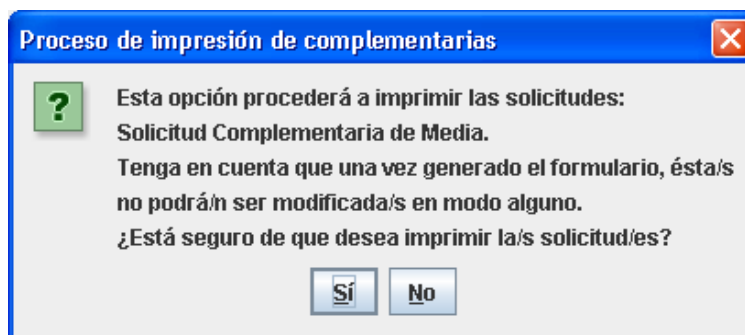 Proceso de impresión de complementarias
Esta opción procederá a imprimir las solicitudes:
Solicitud Complementaria de Media.
Tenga en cuenta que una vez generado el formulario, ésta/s
no podrá/n ser modificada/s en modo alguno.
¿Está seguro de que desea imprimir la/s solicitud/es?
Sí No